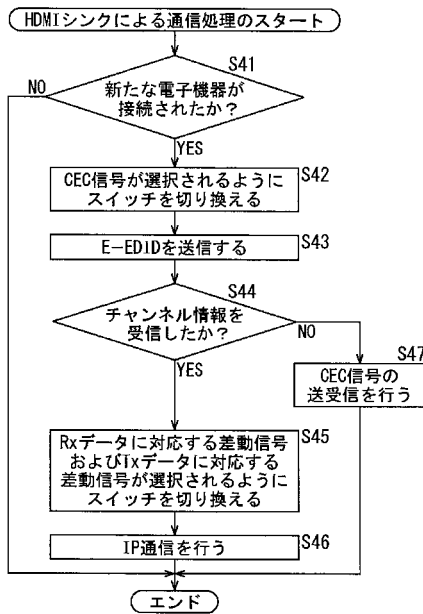 HDMIシンクによる通信処理のスタート
S41
新たな電子機器が
接続されたか？
NO
YES
CEC信号が選択されるように
スイッチを切り換える
S42
E-EDIDを送信する
S43
S44
チャンネル情報を
受信したか？
NO
YES
S47
CEC信号の
送受信を行う
Rxデータに対応する差動信号
およびTxデータに対応する
差動信号が選択されるように
スイッチを切り換える
S45
IP通信を行う
S46
エンド